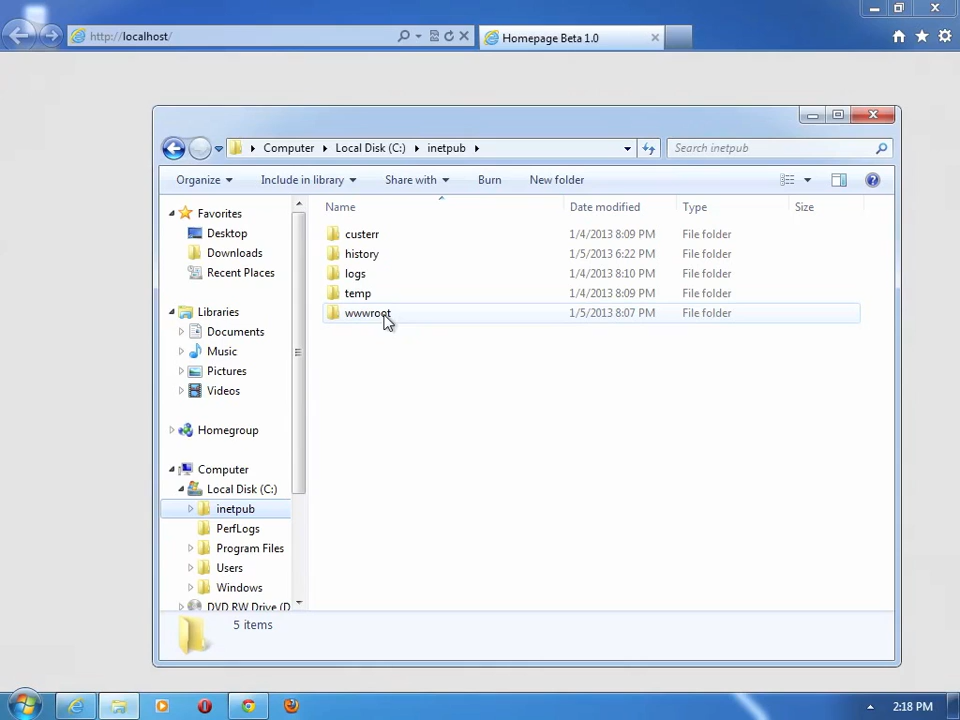 http://localhost/
Homepage Beta 1.0
Computer Local Disk (C:) inetpub
Search inetpub
Organize Include in library Share with Burn New folder
Name Date modified Type Size
Favorites
Desktop
Downloads
Recent Places
Libraries
Documents
Music
Pictures
Videos
Homegroup
Computer
Local Disk (C:)
inetpub
PerfLogs
Program Files
Users
Windows
DVD RW Drive (D
custerr 1/4/2013 8:09 PM File folder
history 1/5/2013 6:22 PM File folder
logs 1/4/2013 8:10 PM File folder
temp 1/4/2013 8:09 PM File folder
wwwroot 1/5/2013 8:07 PM File folder
5 items
2:18 PM